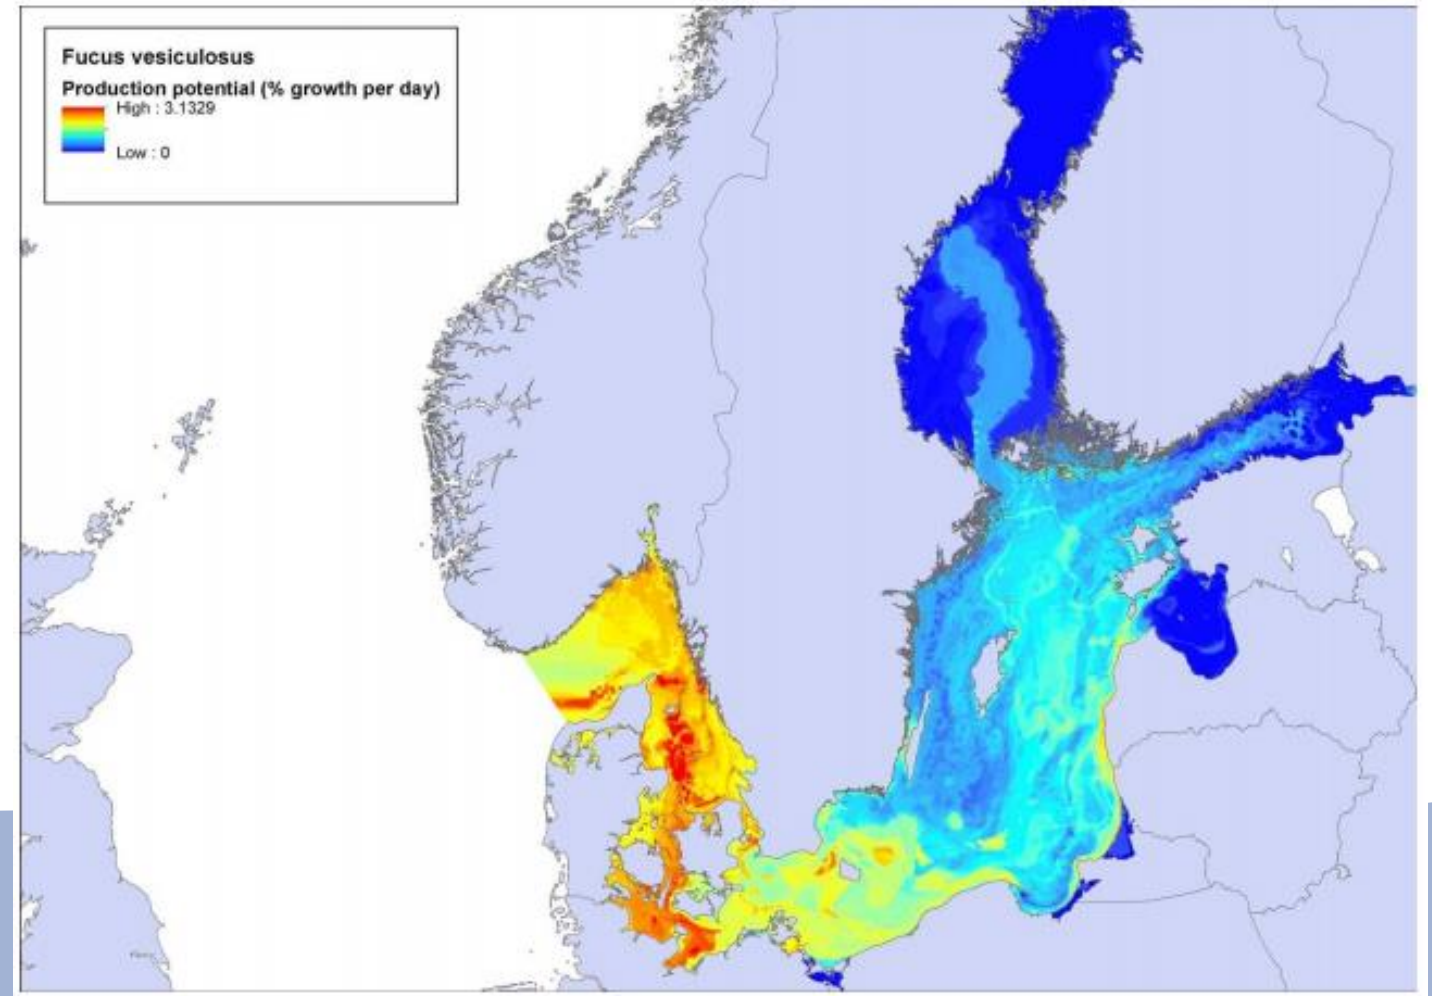 Fucus vesiculosus
Production potential (% growth per day)
High : 3.1329
Low : 0